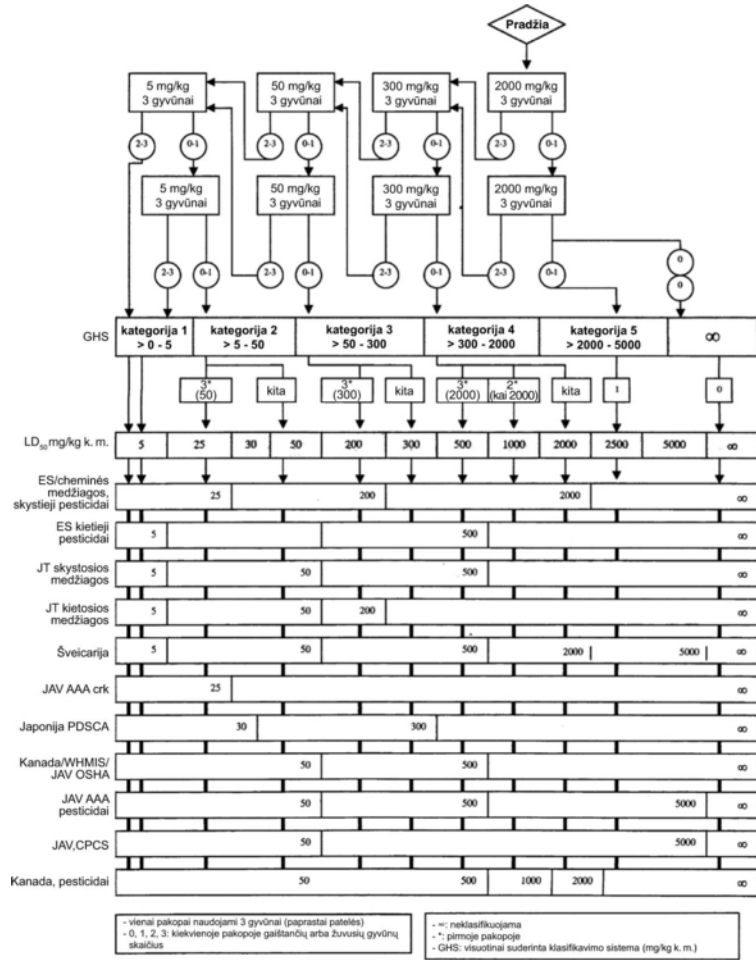 Pradžia
5 mg/kg
3 gyvūnai
50 mg/kg
3 gyvūnai
300 mg/kg
3 gyvūnai
2000 mg/kg
3 gyvūnai
2-3
0-1
2-3
0-1
2-3
0-1
2-3
0-1
5 mg/kg
3 gyvūnai
50 mg/kg
3 gyvūnai
300 mg/kg
3 gyvūnai
2000 mg/kg
3 gyvūnai
2-3
0-1
2-3
0-1
2-3
0-1
2-3
0-1
0
0
GHS
kategorija 1
> 0 - 5
kategorija 2
> 5 - 50
kategorija 3
> 50 - 300
kategorija 4
> 300 - 2000
kategorija 5
> 2000 - 5000
∞
3*
(50)
kita
3*
(300)
kita
3*
(2000)
2*
(kai 2000)
kita
1
0
LD50 mg/kg k. m.
5 25 30 50 200 300 500 1000 2000 2500 5000 ∞
ES/cheminės
medžiagos,
skystieji pesticidai
25 200 2000 ∞
ES kietieji
pesticidai
5 500 ∞
JT skystosios
medžiagos
5 50 500 ∞
JT kietosios
medžiagos
5 50 200 ∞
Šveicarija
5 50 500 2000 5000 ∞
JAV AAA crk
25 ∞
Japonija PDSCA
30 300 ∞
Kanada/WHMIS/
JAV OSHA
50 500 ∞
JAV AAA
pesticidai
50 500 5000 ∞
JAV,CPCS
50 5000 ∞
Kanada, pesticidai
50 500 1000 2000 ∞
- vienai pakopai naudojami 3 gyvūnai (paprastai patelės)
- 0, 1, 2, 3: kiekvienoje pakopoje gaištančių arba žuvusių gyvūnų
skaičius
- ∞: neklasifikuojama
- *: pirmoje pakopoje
- GHS: visuotinai suderinta klasifikavimo sistema (mg/kg k. m.)